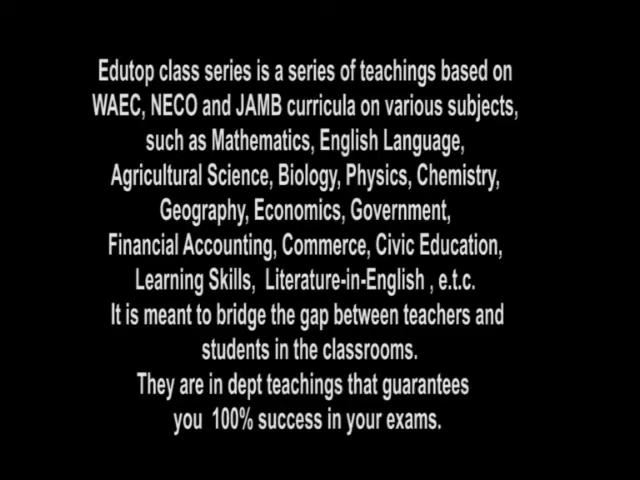 Edutop class series is a series of teachings based on
WAEC, NECO and JAMB curricula on various subjects,
such as Mathematics, English Language,
Agricultural Science, Biology, Physics, Chemistry,
Geography, Economics, Government,
Financial Accounting, Commerce, Civic Education,
Learning Skills,  Literature-in-English , e.t.c.
It is meant to bridge the gap between teachers and
students in the classrooms.
They are in dept teachings that guarantees
you  100% success in your exams.